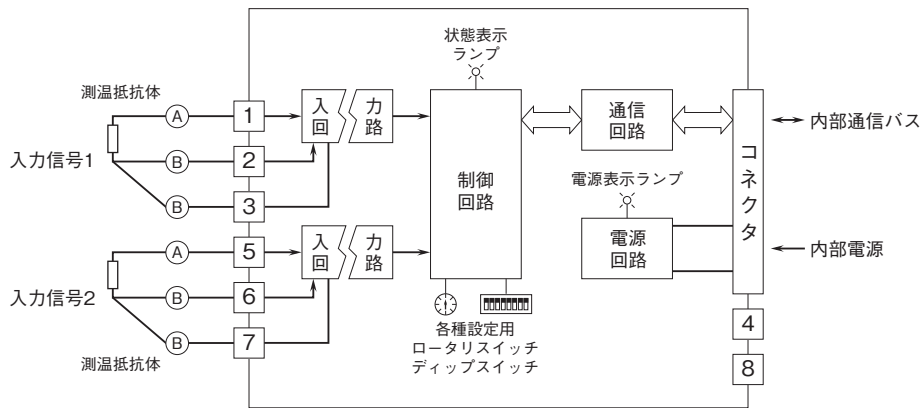 状態表示
ランプ
測温抵抗体
入力信号1
A
B
B
1
2
3
入 力
回 路
制御
回路
通信
回路
コネクタ
内部通信バス
電源表示ランプ
電源
回路
内部電源
入力信号2
A
B
B
測温抵抗体
5
6
7
入 力
回 路
各種設定用
ロータリスイッチ
ディップスイッチ
4
8